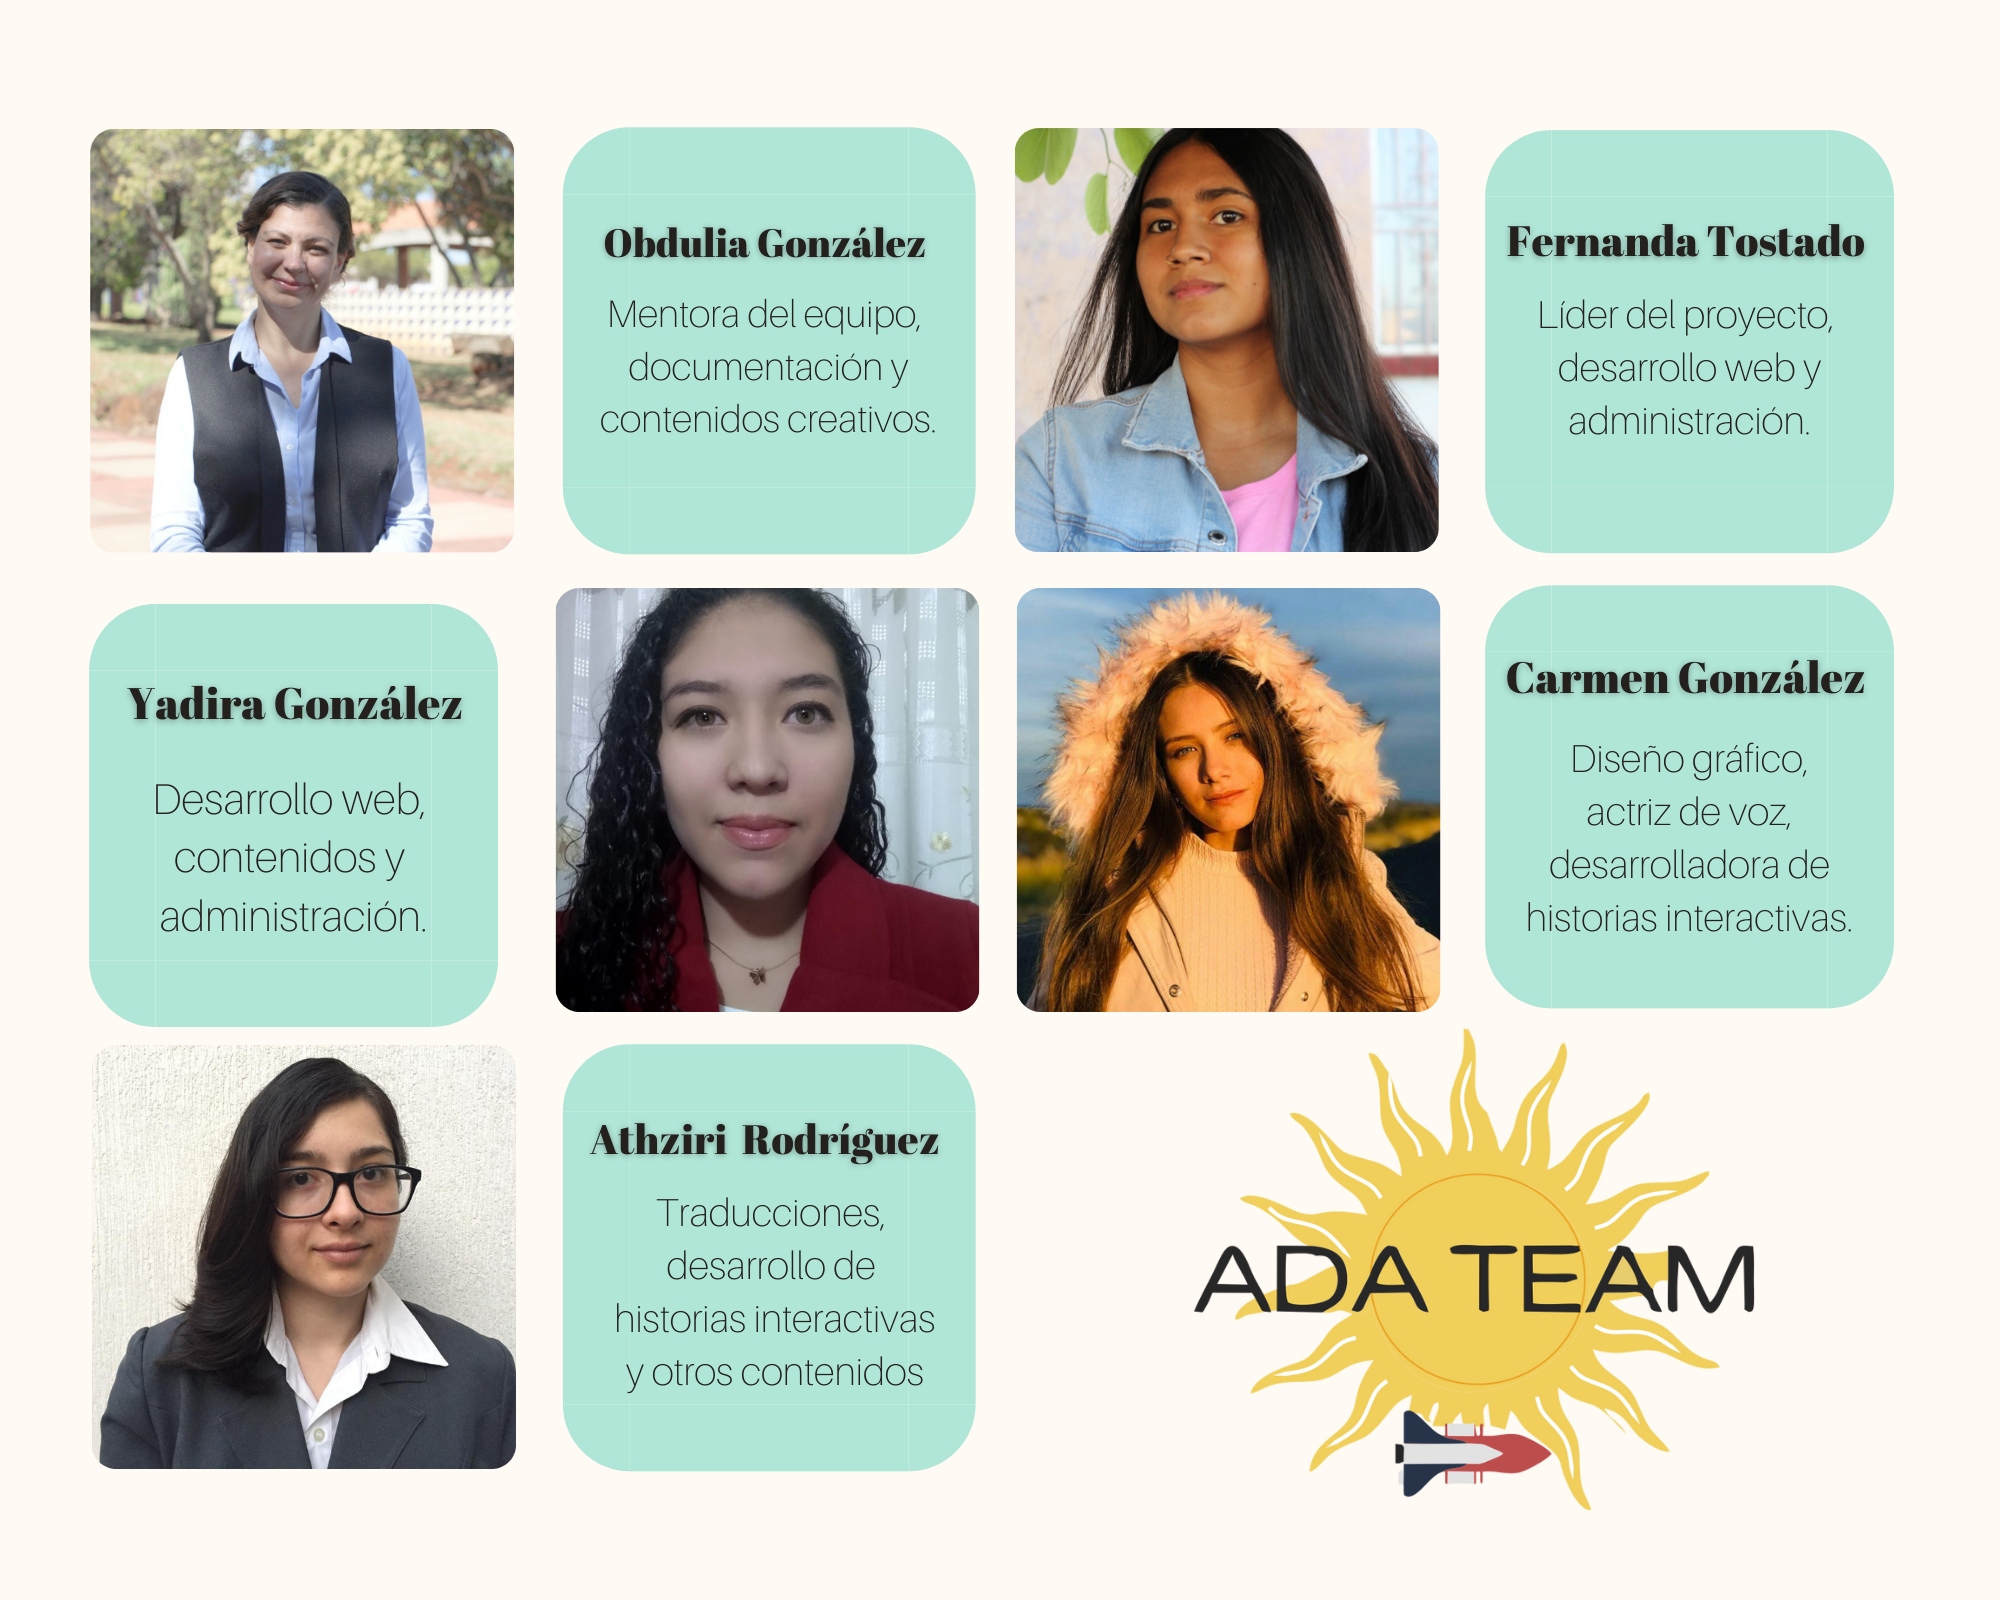 Obdulia González
Mentora del equipo,
documentación y
contenidos creativos.
Fernanda Tostado
Líder del proyecto,
desarrollo web y
administración.
Yadira González
Desarrollo web,
contenidos y
administración.
Carmen González
Diseño gráfico,
actriz de voz,
desarrolladora de
historias interactivas.
Athziri Rodríguez
Traducciones,
desarrollo de
historias interactivas
y otros contenidos
ADA TEAM